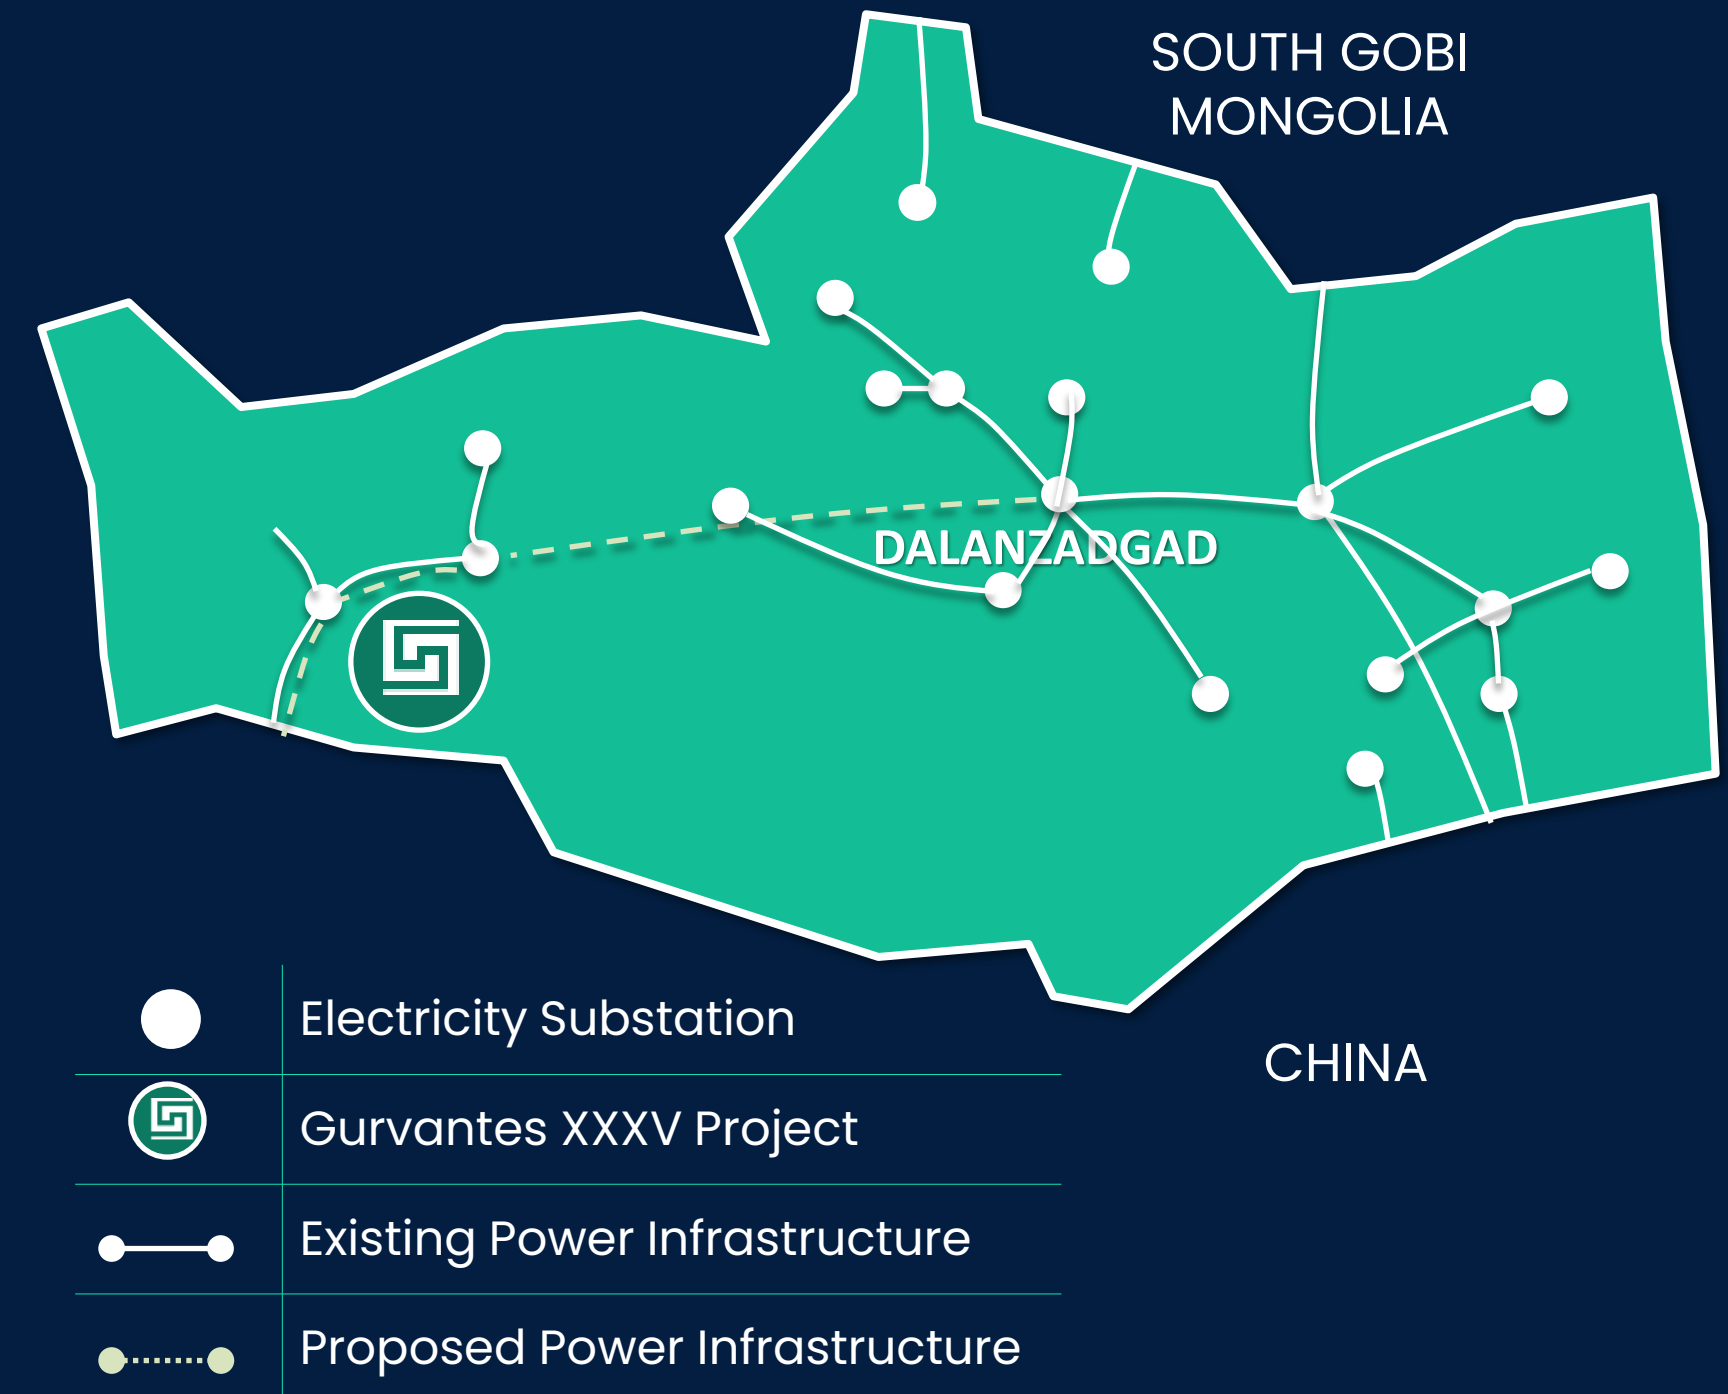 SOUTH GOBI
MONGOLIA
DALANZADGAD
CHINA
Electricity Substation
Gurvantes XXXV Project
Existing Power Infrastructure
Proposed Power Infrastructure